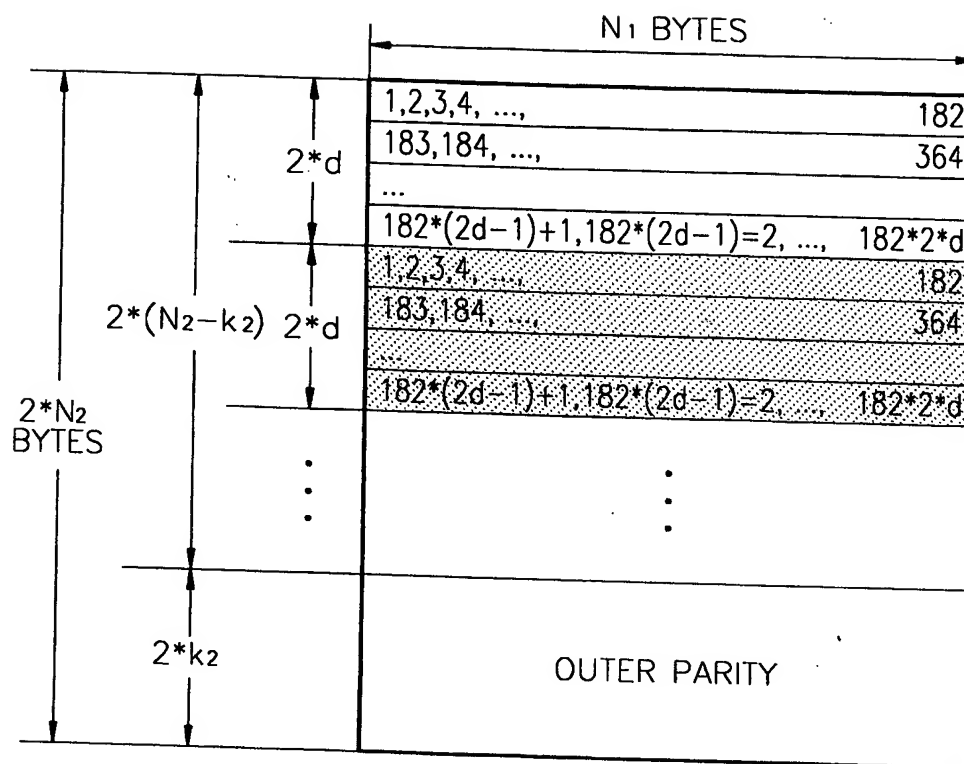 N1 BYTES
1,2,3,4, ..., 182
183,184, ..., 364
2*d
...
182*(2d-1)+1,182*(2d-1)=2, ..., 182*2*d
1,2,3,4, ..., 182
2*(N2-k2) 2*d
183,184, ..., 364
...
182*(2d-1)+1,182*(2d-1)=2, ..., 182*2*d
2*N2
BYTES
2*k2
OUTER PARITY